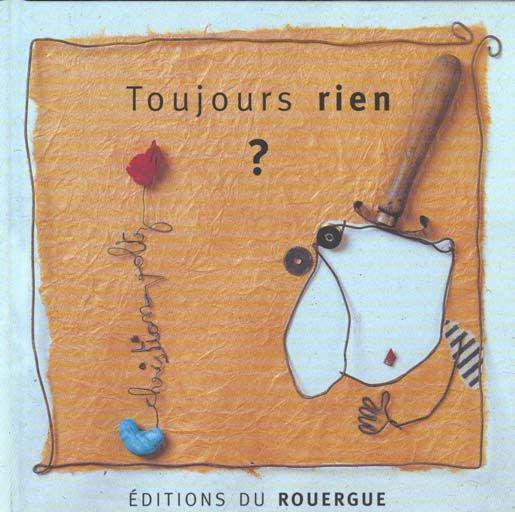 Toujours rien
?
christian voltz
ÉDITIONS DU ROUERGUE